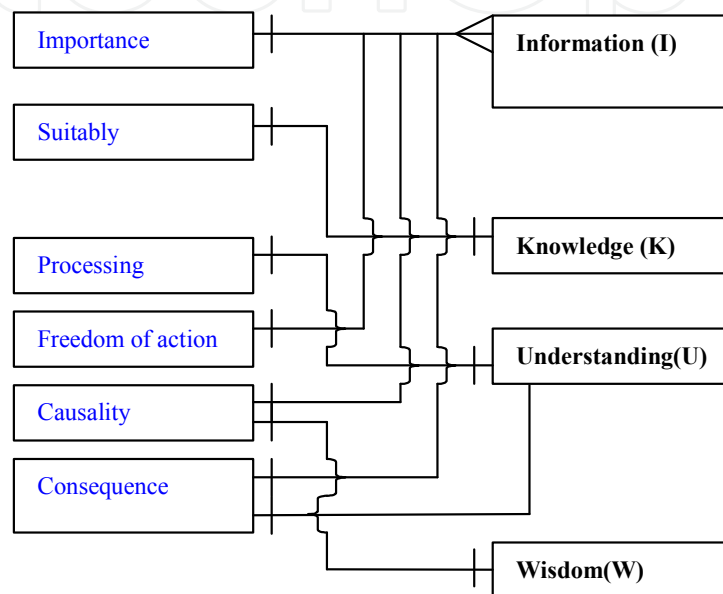 Importance
Information (I)
Suitably
Knowledge (K)
Processing
Freedom of action
Understanding(U)
Causality
Consequence
Wisdom(W)